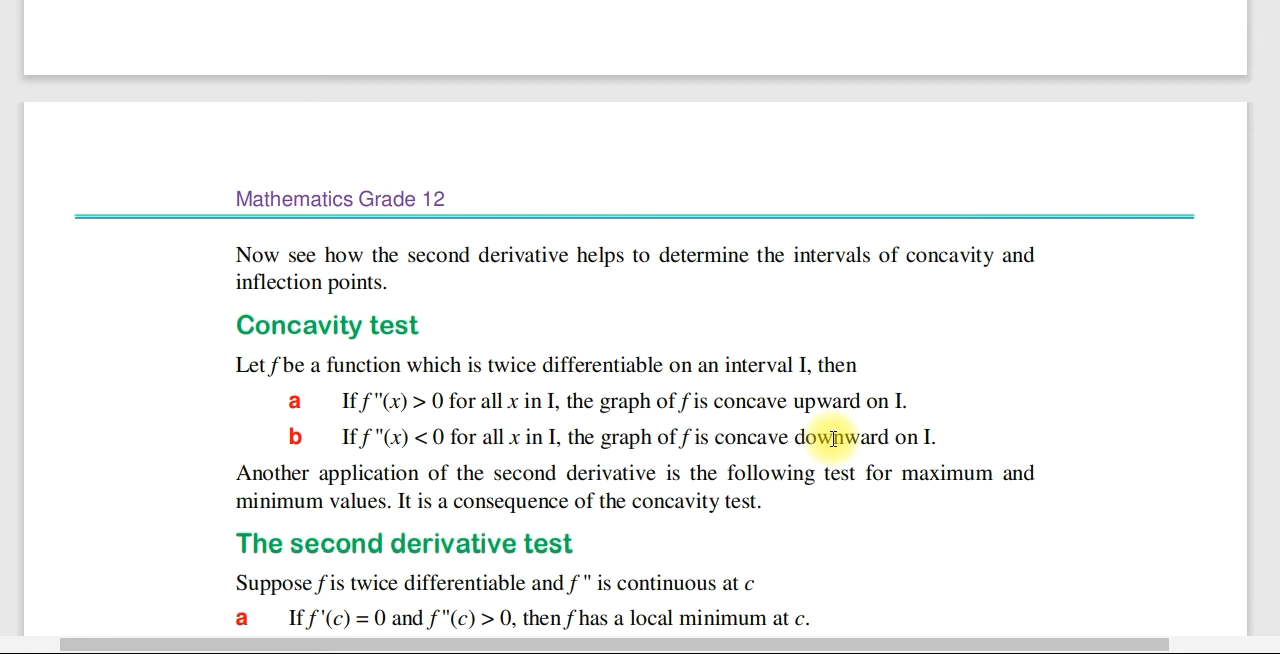 Mathematics Grade 12
Now see how the second derivative helps to determine the intervals of concavity and
inflection points.
Concavity test
Let f be a function which is twice differentiable on an interval I, then
a If f "(x) > 0 for all x in I, the graph of f is concave upward on I.
b If f "(x) < 0 for all x in I, the graph of f is concave downward on I.
Another application of the second derivative is the following test for maximum and
minimum values. It is a consequence of the concavity test.
The second derivative test
Suppose f is twice differentiable and f " is continuous at c
a If f '(c) = 0 and f "(c) > 0, then f has a local minimum at c.